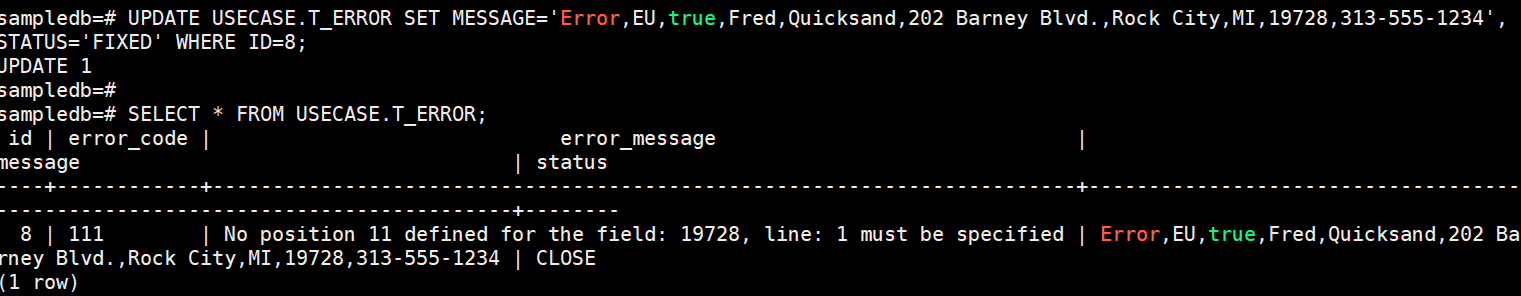 sampledb=# UPDATE USECASE.T_ERROR SET MESSAGE='Error,EU,true,Fred,Quicksand,202 Barney Blvd.,Rock City,MI,19728,313-555-1234',
STATUS='FIXED' WHERE ID=8;
UPDATE 1
sampledb=#
sampledb=# SELECT * FROM USECASE.T_ERROR;
 id | error_code |                              error_message                               |
message                                     | status
----+------------+--------------------------------------------------------------------------+-------------------------------------
--------------------------------------------+--------
  8 | 111        | No position 11 defined for the field: 19728, line: 1 must be specified | Error,EU,true,Fred,Quicksand,202 Ba
rney Blvd.,Rock City,MI,19728,313-555-1234 | CLOSE
(1 row)